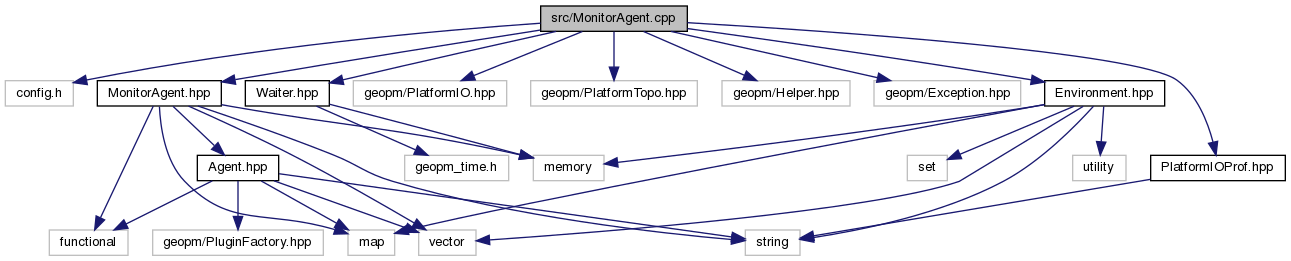 src/MonitorAgent.cpp
config.h
MonitorAgent.hpp
Waiter.hpp
geopm/PlatformIO.hpp
geopm/PlatformTopo.hpp
geopm/Helper.hpp
geopm/Exception.hpp
Environment.hpp
Agent.hpp
geopm_time.h
memory
set
utility
PlatformIOProf.hpp
functional
geopm/PluginFactory.hpp
map
vector
string